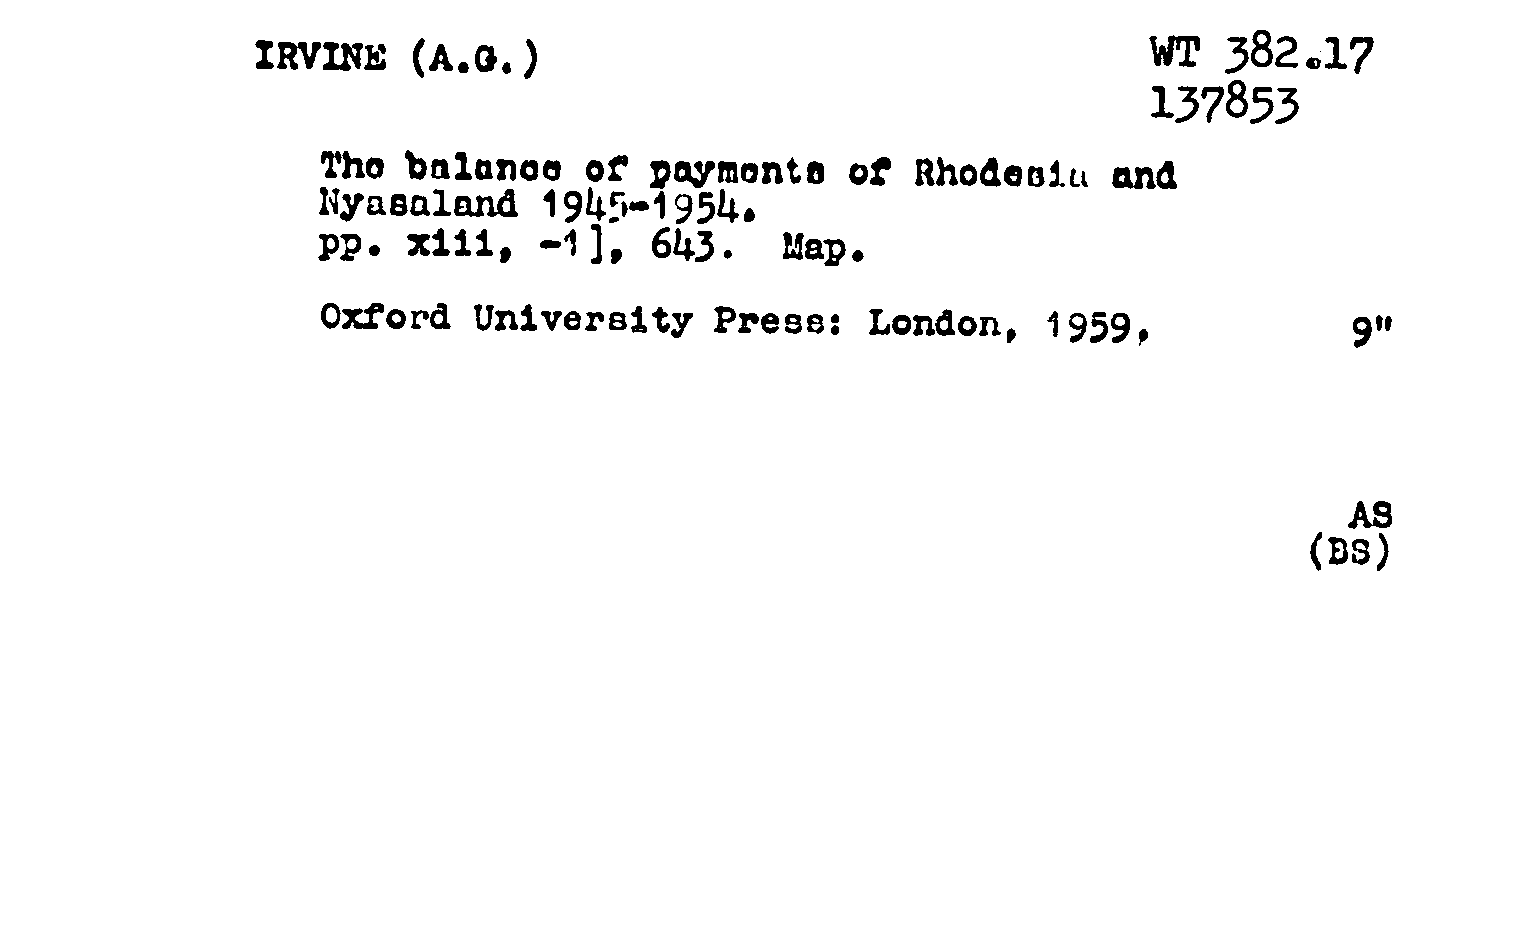 IRVINE (A.G.) WT 382.17
137853
The balance of payments of Rhodesia and
Nyasaland 1945-1954.
pp. xiii, -1], 643. Map.
Oxford University Press: London, 1959. 9"
AS
(BS)